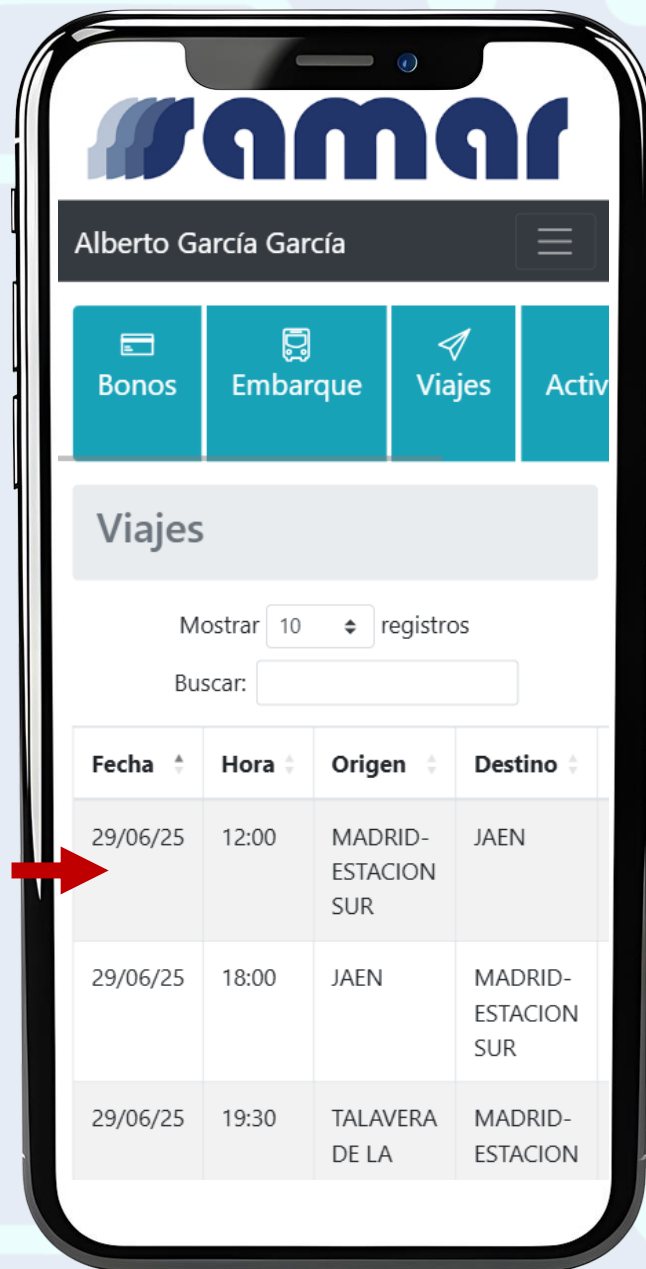 samar
Alberto García García
Bonos Embarque Viajes Activ
Viajes
Mostrar 10 registros
Buscar:
Fecha Hora Origen Destino
29/06/25 12:00 MADRID- JAEN
ESTACION
SUR
29/06/25 18:00 JAEN MADRID-
ESTACION
SUR
29/06/25 19:30 TALAVERA MADRID-
DE LA ESTACION